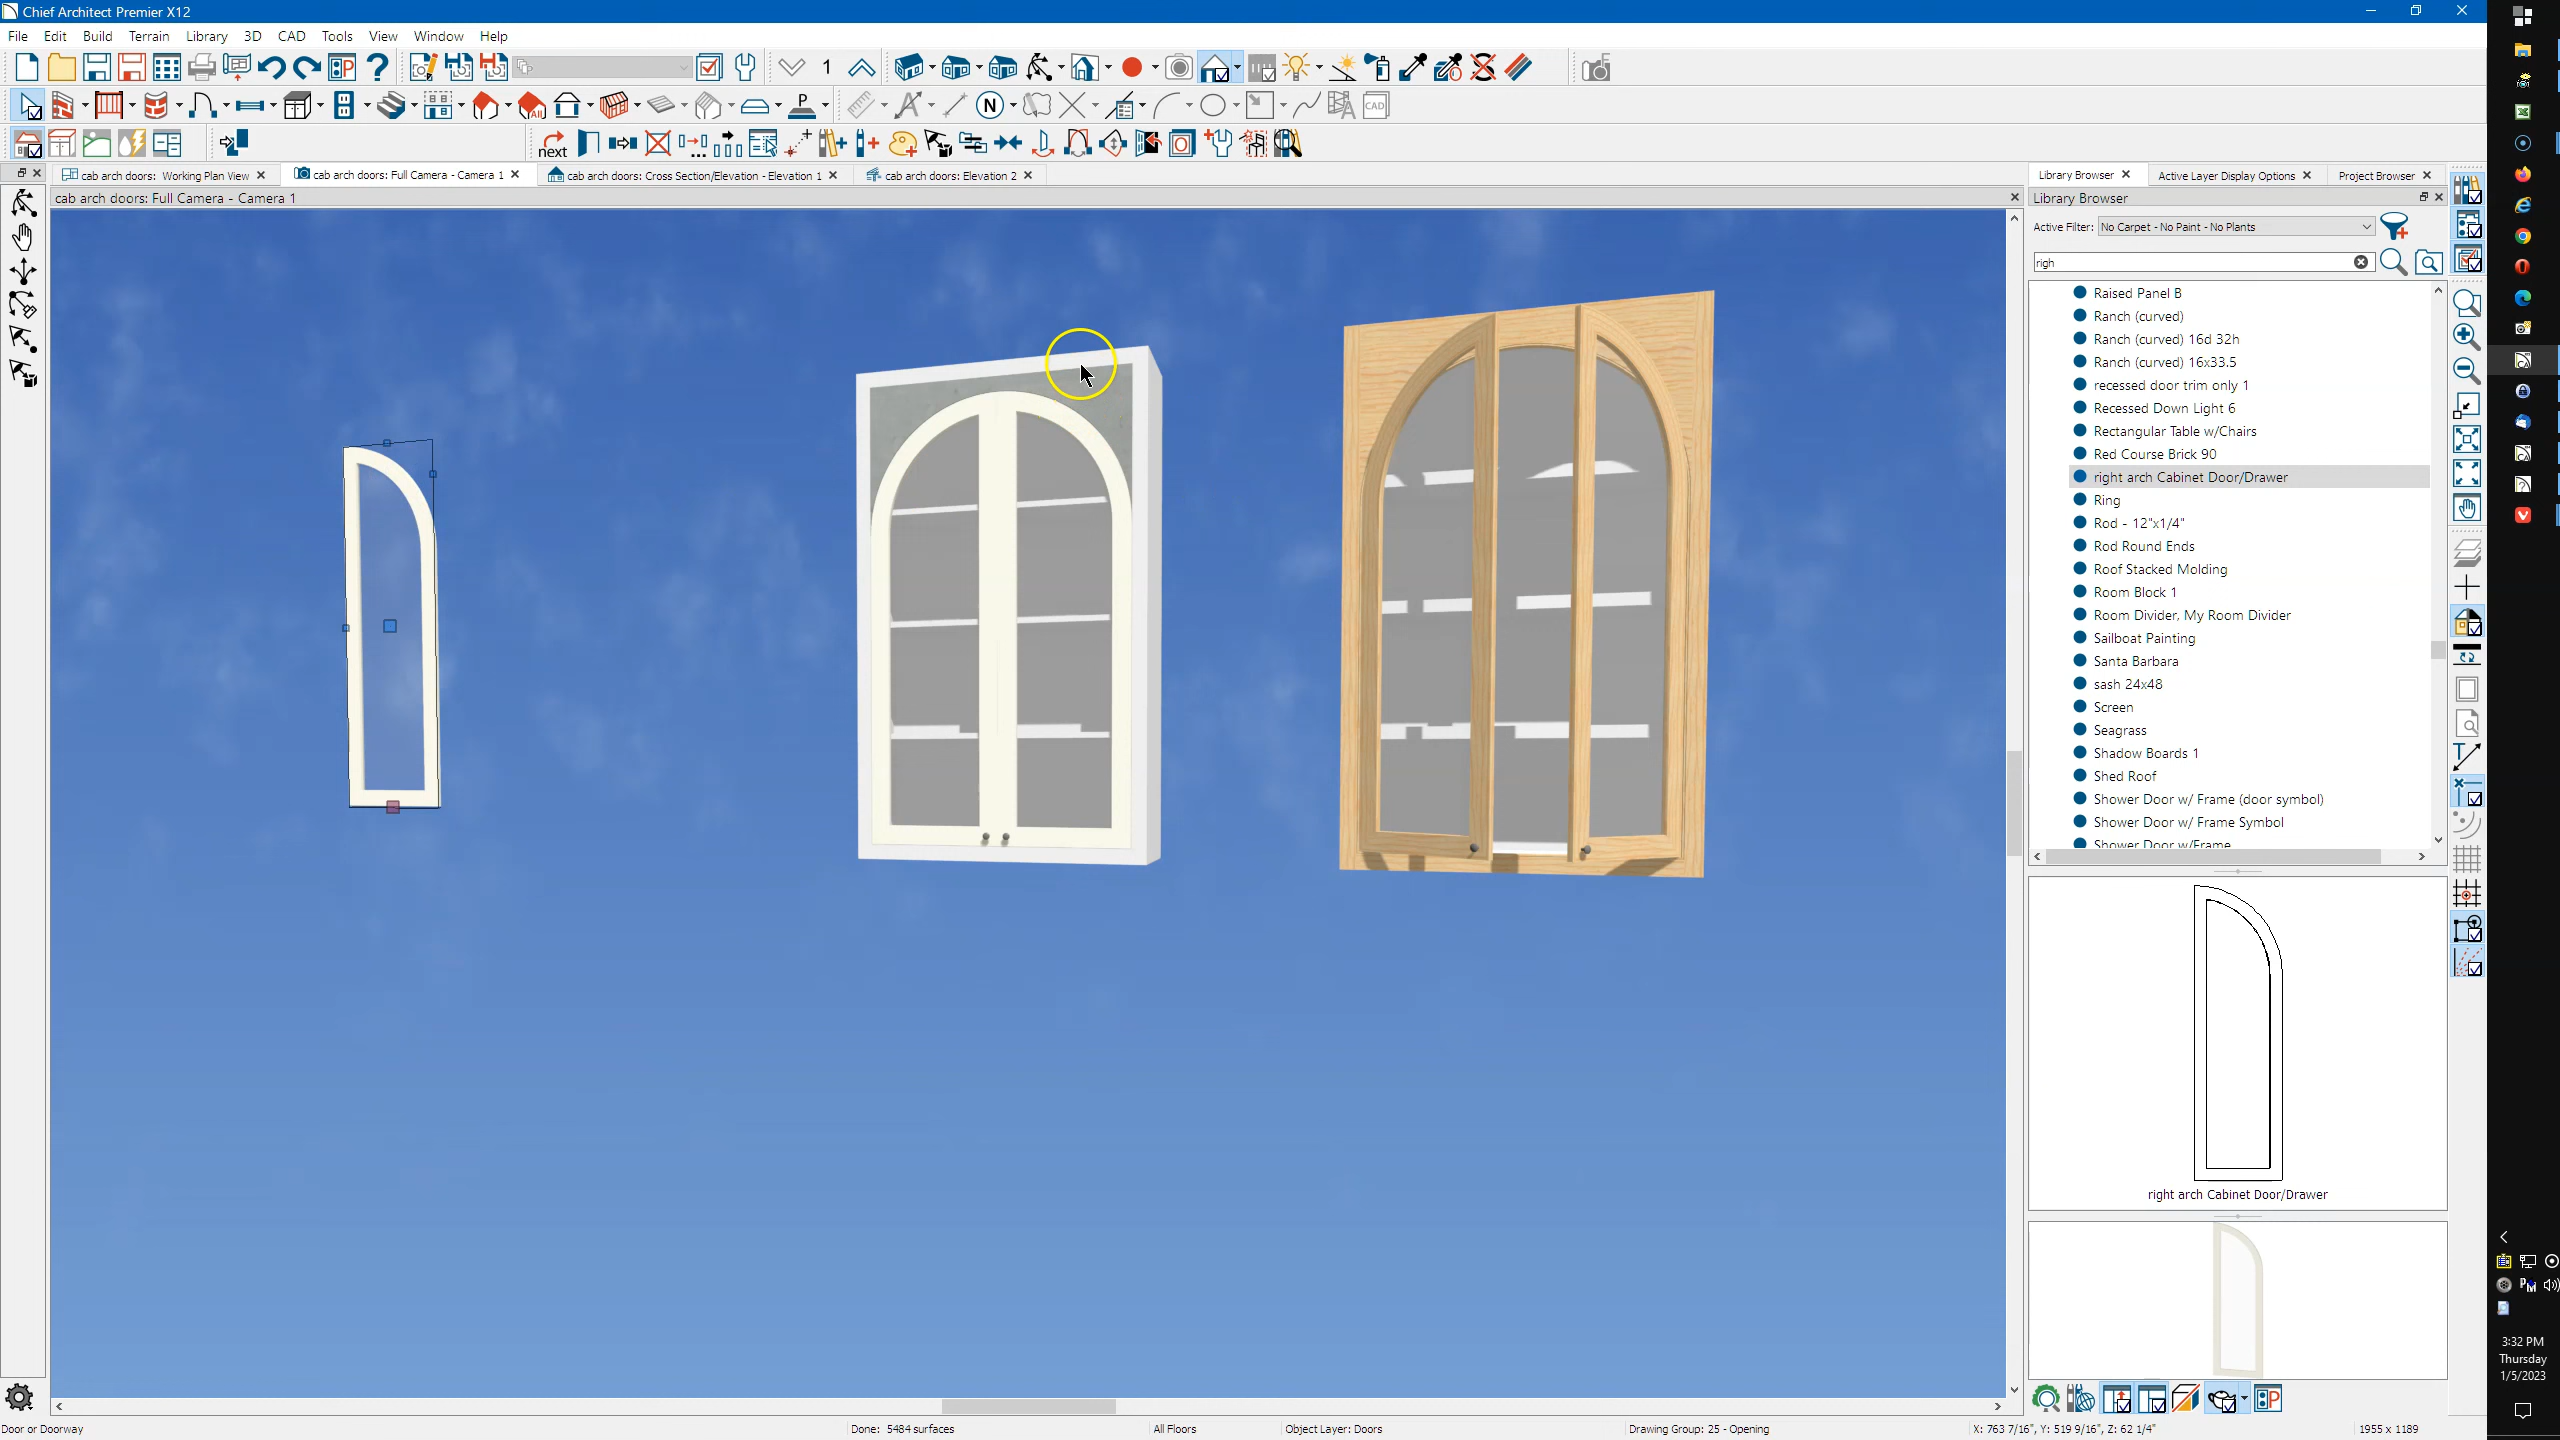 Chief Architect Premier X12
File Edit Build Terrain Library 3D CAD Tools View Window Help
1
N
P
CAD
All
next
cab arch doors: Working Plan View
cab arch doors: Full Camera - Camera 1
cab arch doors: Cross Section/Elevation - Elevation 1
cab arch doors: Elevation 2
Library Browser
Active Layer Display Options
Project Browser
cab arch doors: Full Camera - Camera 1
Library Browser
Active Filter: No Carpet - No Paint - No Plants
righ
Raised Panel B
Ranch (curved)
Ranch (curved) 16d 32h
Ranch (curved) 16x33.5
recessed door trim only 1
Recessed Down Light 6
Rectangular Table w/Chairs
Red Course Brick 90
right arch Cabinet Door/Drawer
Ring
Rod - 12"x1/4"
Rod Round Ends
Roof Stacked Molding
Room Block 1
Room Divider, My Room Divider
Sailboat Painting
Santa Barbara
sash 24x48
Screen
Seagrass
Shadow Boards 1
Shed Roof
Shower Door w/ Frame (door symbol)
Shower Door w/ Frame Symbol
Shower Door w/Frame
right arch Cabinet Door/Drawer
3:32 PM
Thursday
1/5/2023
Door or Doorway
Done: 5484 surfaces
All Floors
Object Layer: Doors
Drawing Group: 25 - Opening
X: 763 7/16", Y: 519 9/16", Z: 62 1/4"
1955 x 1189